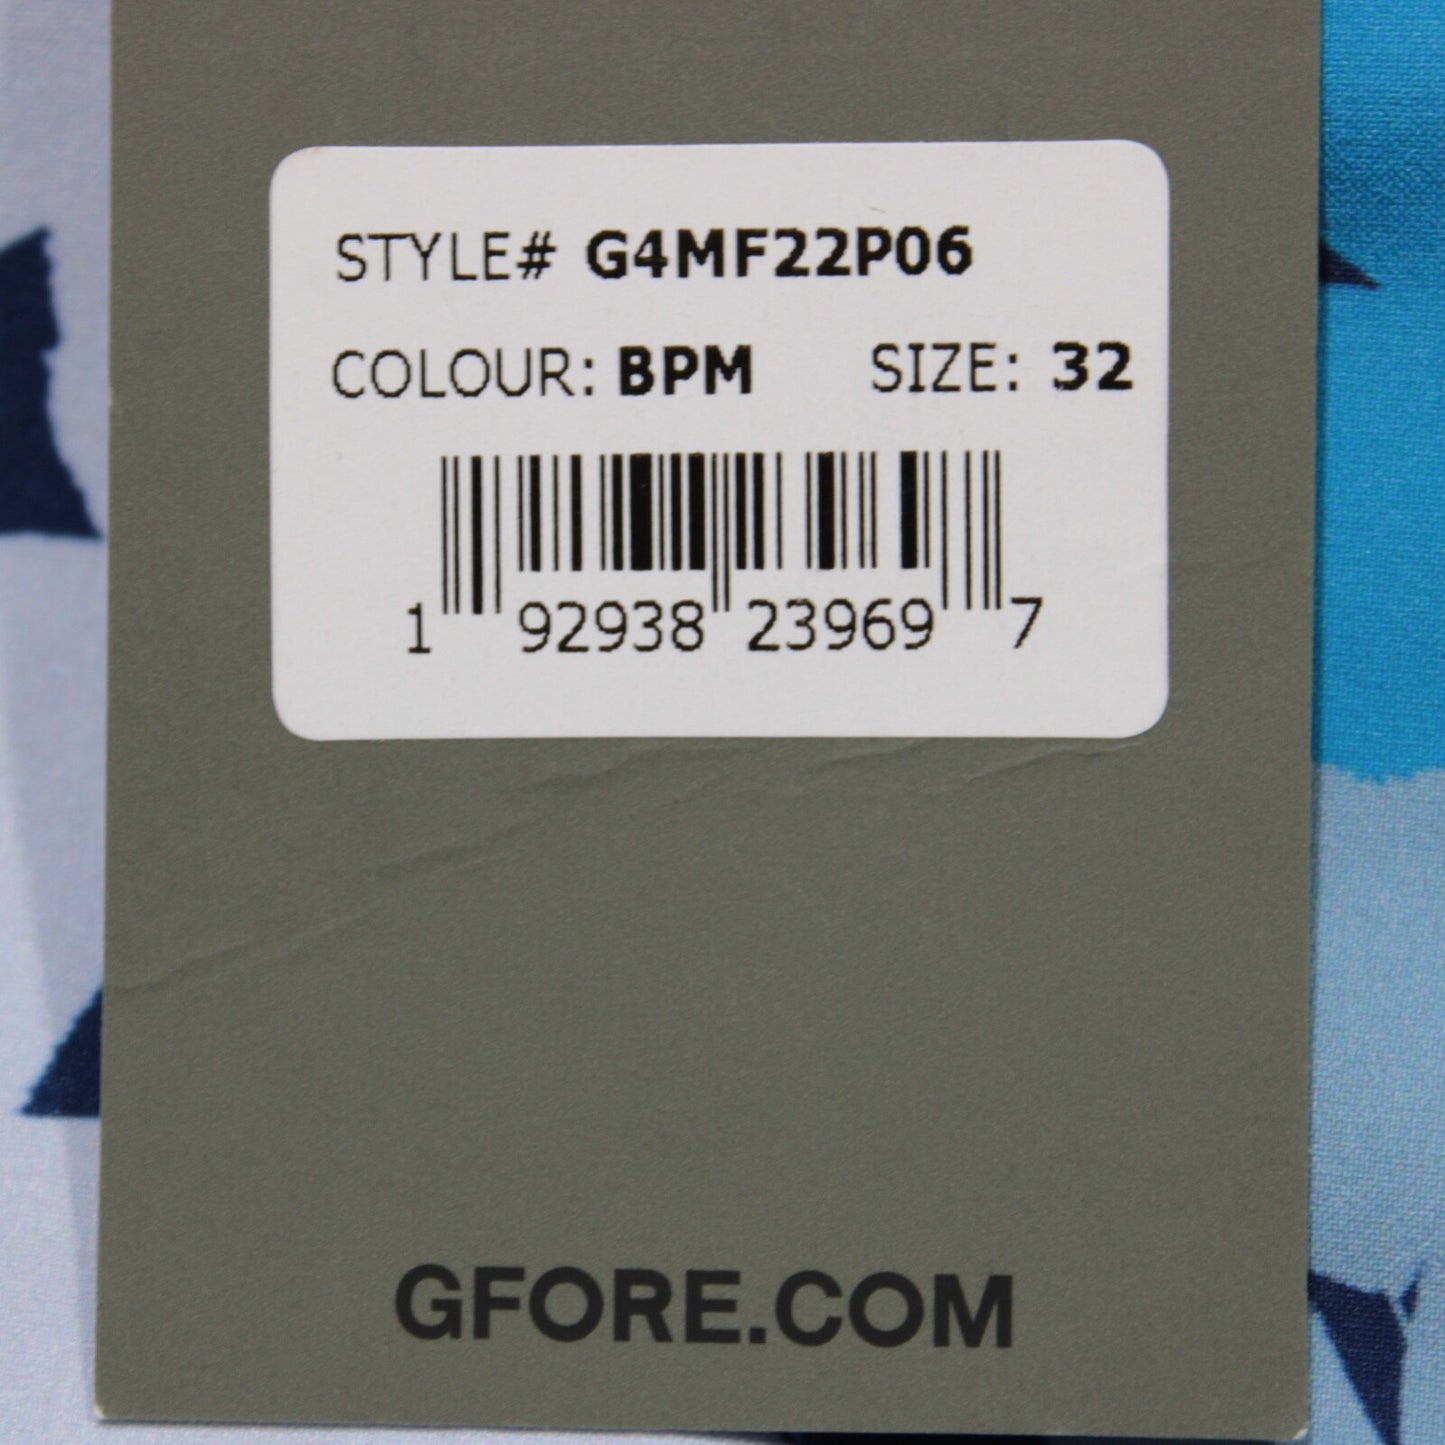 STYLE# G4MF22P06
COLOUR: BPM SIZE: 32
1 92938 23969 7
GFORE.COM